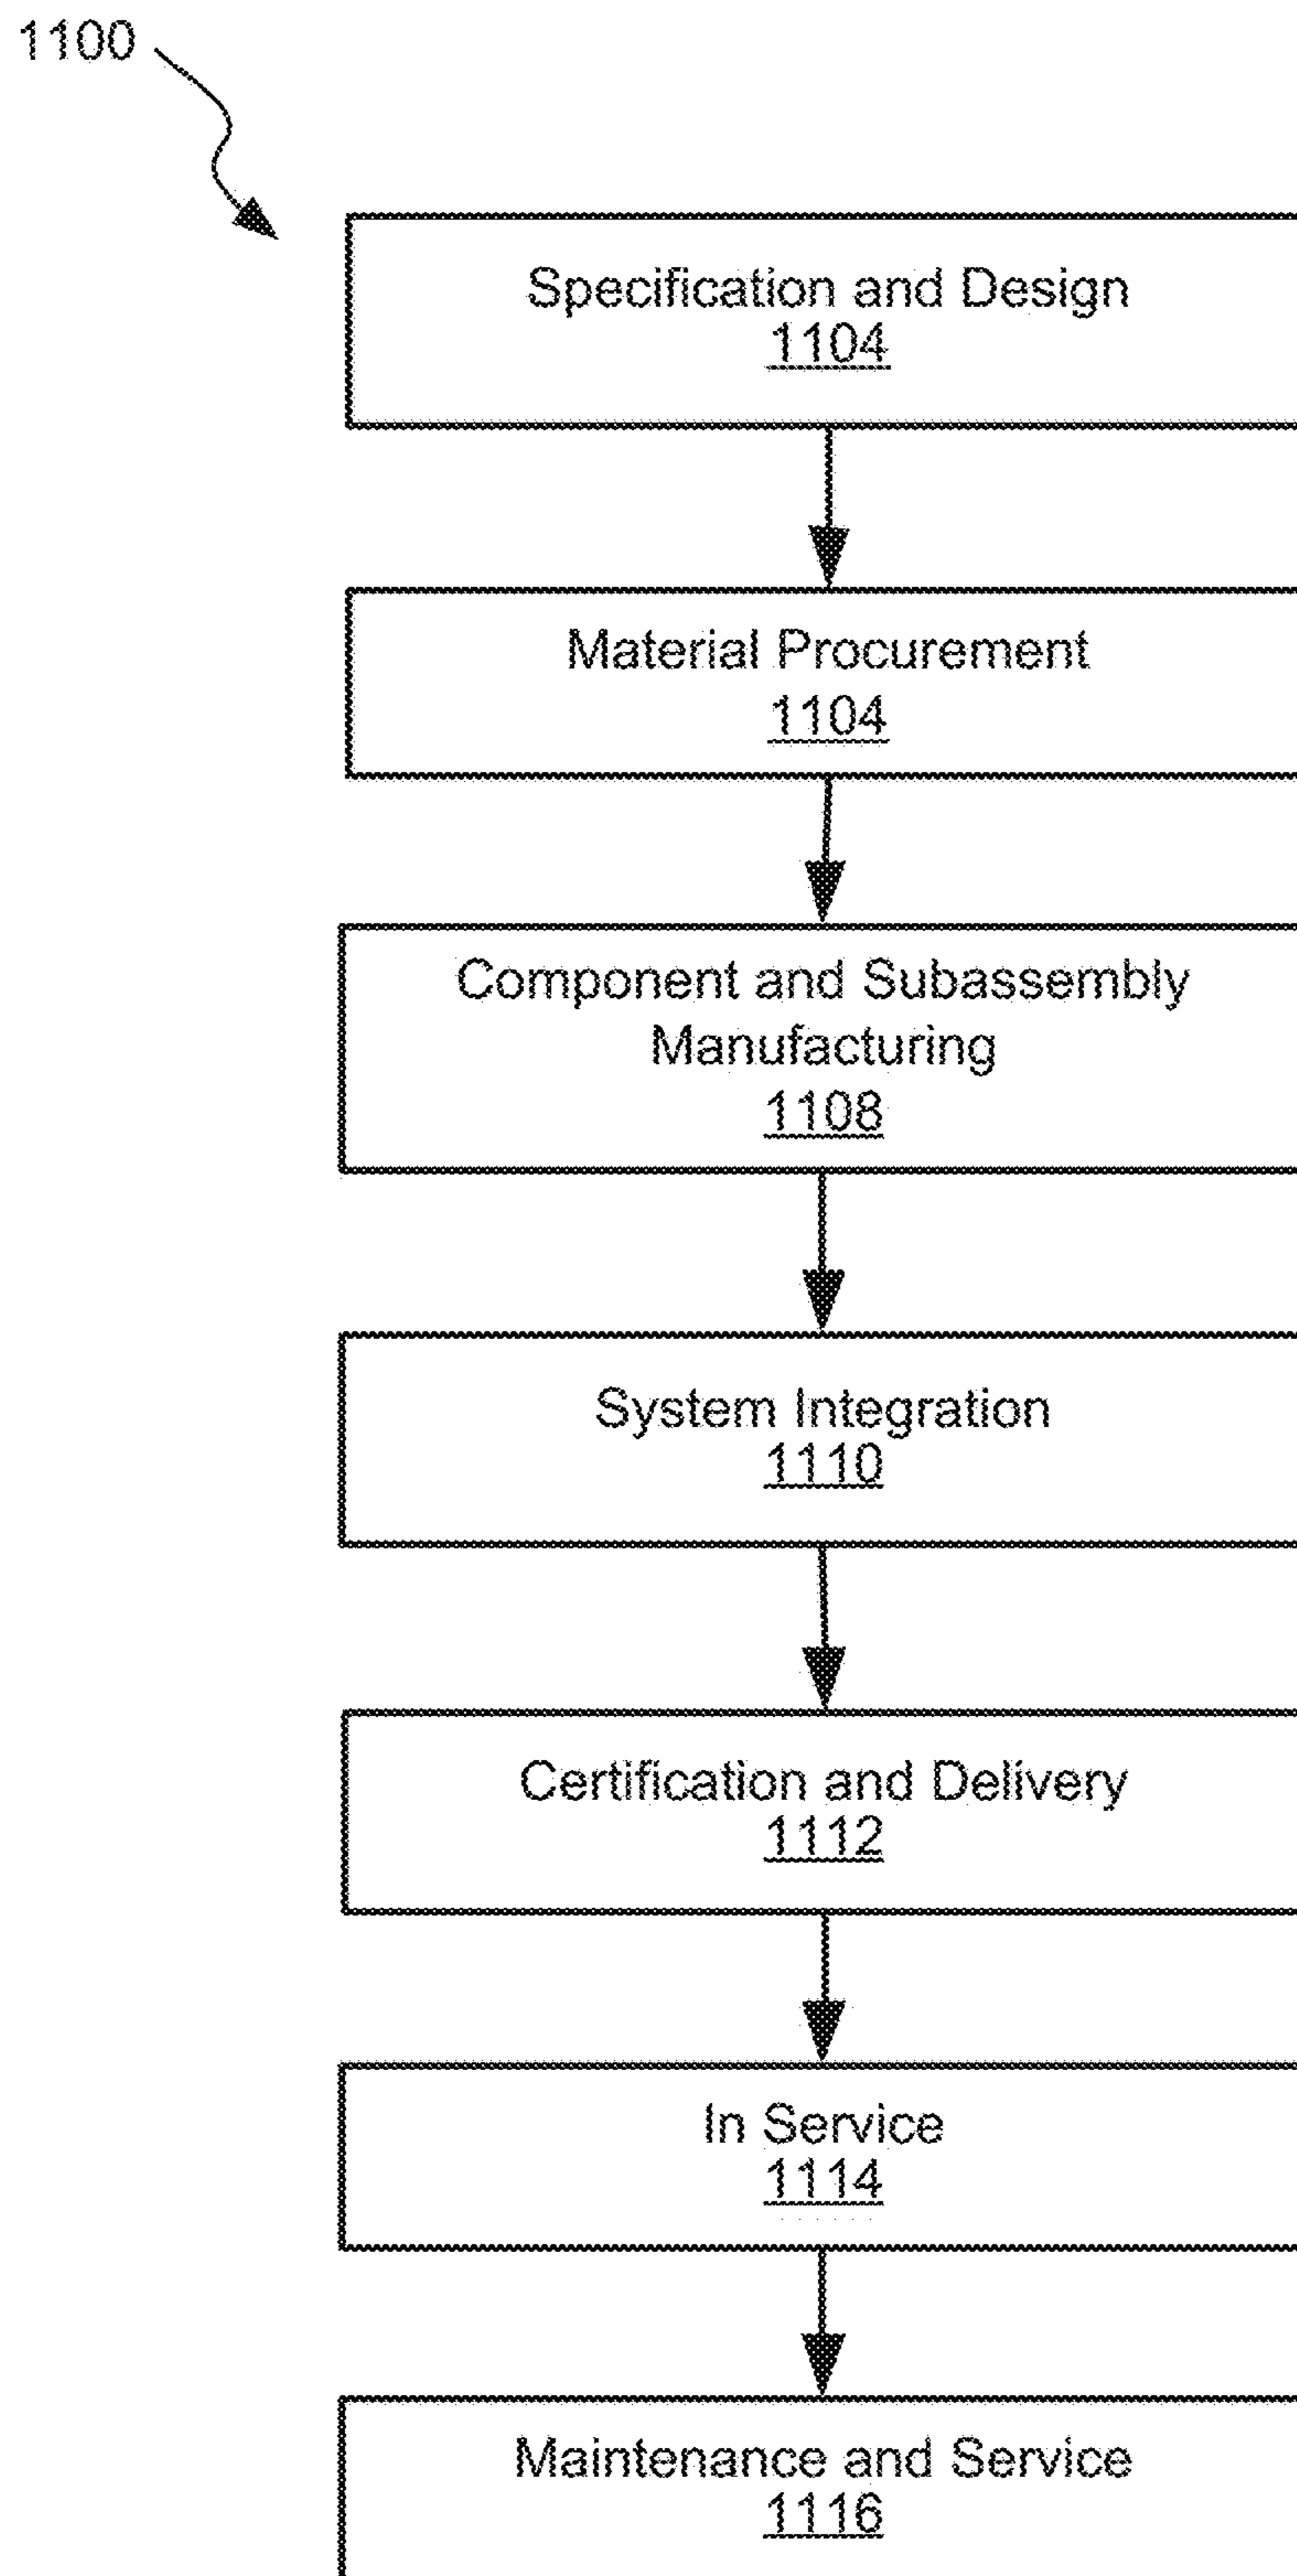 1100
Specification and Design
1104
Material Procurement
1104
Component and Subassembly
Manufacturing
1108
System Integration
1110
Certification and Delivery
1112
In Service
1114
Maintenance and Service
1116